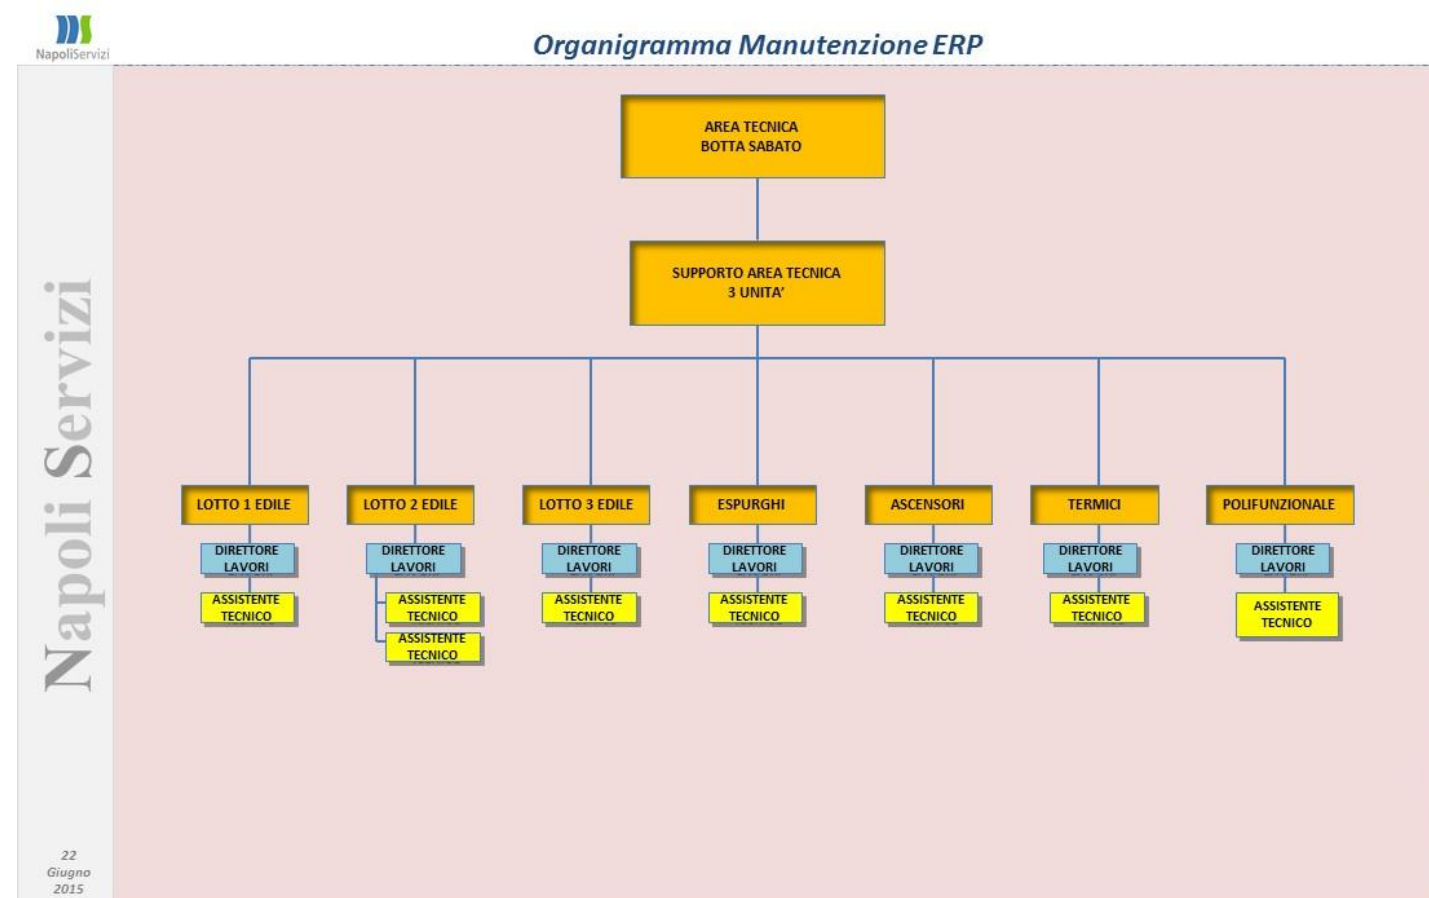 NapoliServizi
Organigramma Manutenzione ERP
Napoli Servizi
AREA TECNICA
BOTTA SABATO
SUPPORTO AREA TECNICA
3 UNITA’
LOTTO 1 EDILE
LOTTO 2 EDILE
LOTTO 3 EDILE
ESPURGHI
ASCENSORI
TERMICI
POLIFUNZIONALE
DIRETTORE
LAVORI
DIRETTORE
LAVORI
DIRETTORE
LAVORI
DIRETTORE
LAVORI
DIRETTORE
LAVORI
DIRETTORE
LAVORI
DIRETTORE
LAVORI
ASSISTENTE
TECNICO
ASSISTENTE
TECNICO
ASSISTENTE
TECNICO
ASSISTENTE
TECNICO
ASSISTENTE
TECNICO
ASSISTENTE
TECNICO
ASSISTENTE
TECNICO
ASSISTENTE
TECNICO
22
Giugno
2015